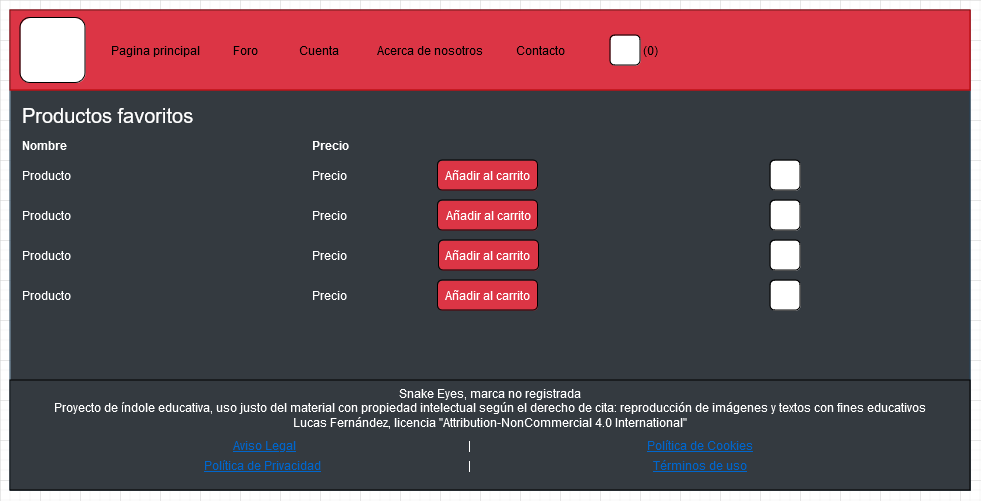 Pagina principal Foro Cuenta Acerca de nosotros Contacto (0)
Productos favoritos
Nombre Precio
Producto Precio Añadir al carrito
Producto Precio Añadir al carrito
Producto Precio Añadir al carrito
Producto Precio Añadir al carrito
Snake Eyes, marca no registrada
Proyecto de índole educativa, uso justo del material con propiedad intelectual según el derecho de cita: reproducción de imágenes y textos con fines educativos
Lucas Fernández, licencia "Attribution-NonCommercial 4.0 International"
Aviso Legal | Política de Cookies
Política de Privacidad | Términos de uso